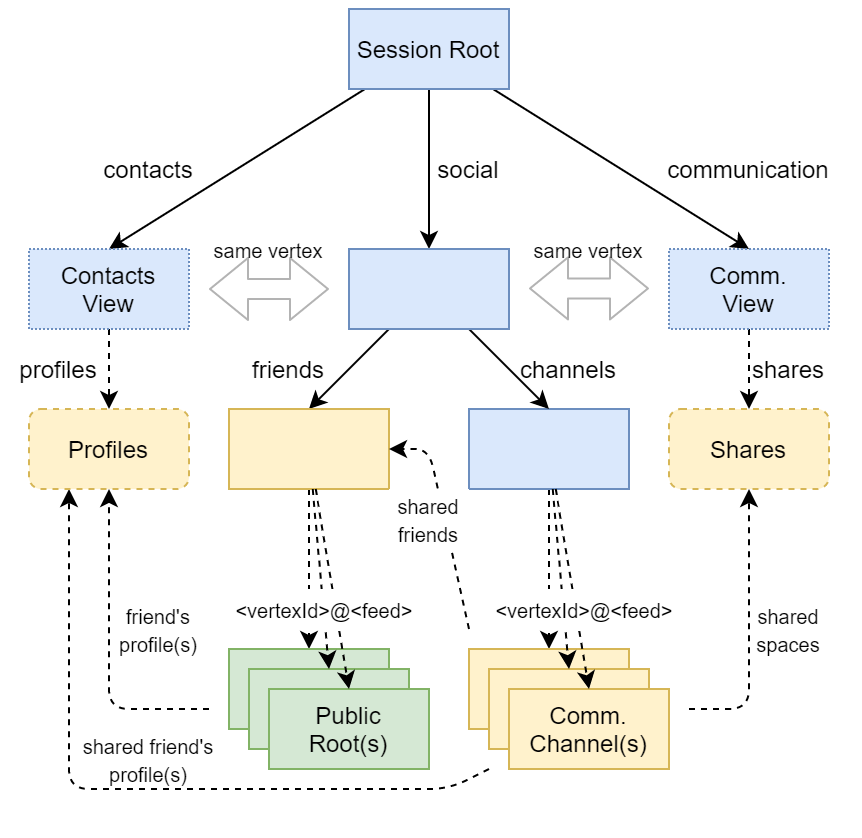 Session Root
contacts
social
communication
same vertex
same vertex
Contacts
View
Comm.
View
profiles
friends
channels
shares
Profiles
Shares
shared
friends
<vertexId>@<feed>
<vertexId>@<feed>
friend's
profile(s)
shared
spaces
Public
Root(s)
Comm.
Channel(s)
shared friend's
profile(s)